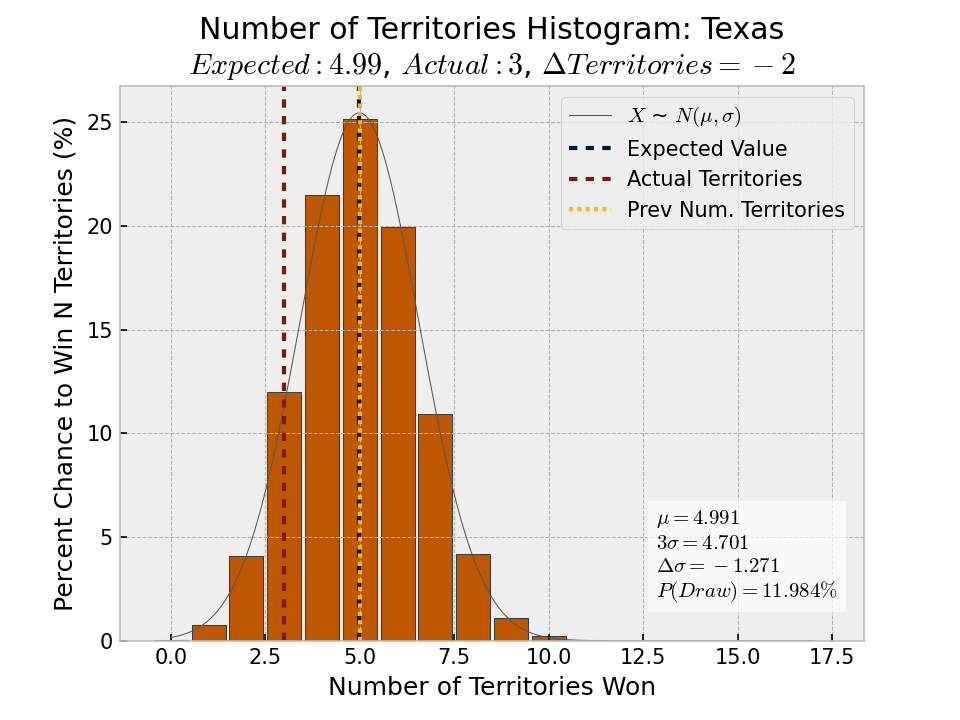 Number of Territories Histogram: Texas
Expected : 4.99, Actual : 3, ΔTerritories = −2
Percent Chance to Win N Territories (%)
25
20
15
10
5
0
X ~ N(μ, σ)
Expected Value
Actual Territories
Prev Num. Territories
μ = 4.991
3σ = 4.701
Δσ = −1.271
P(Draw) = 11.984%
0.0 2.5 5.0 7.5 10.0 12.5 15.0 17.5
Number of Territories Won